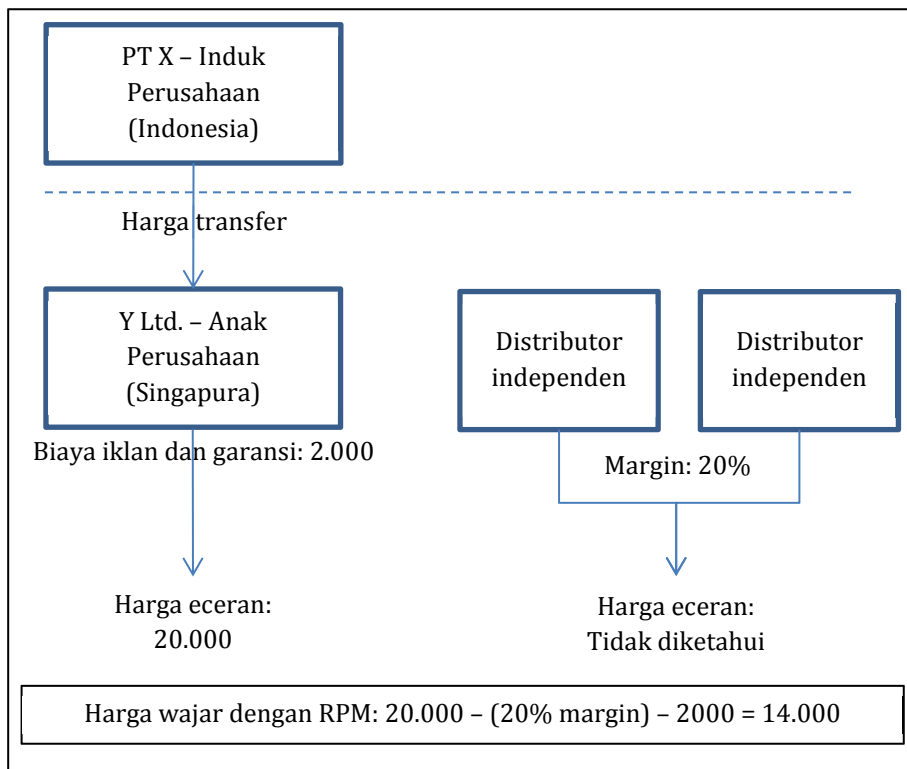 PT X – Induk
Perusahaan
(Indonesia)
Harga transfer
Y Ltd. – Anak
Perusahaan
(Singapura)
Distributor
independen
Distributor
independen
Biaya iklan dan garansi: 2.000
Margin: 20%
Harga eceran:
20.000
Harga eceran:
Tidak diketahui
Harga wajar dengan RPM: 20.000 – (20% margin) – 2000 = 14.000